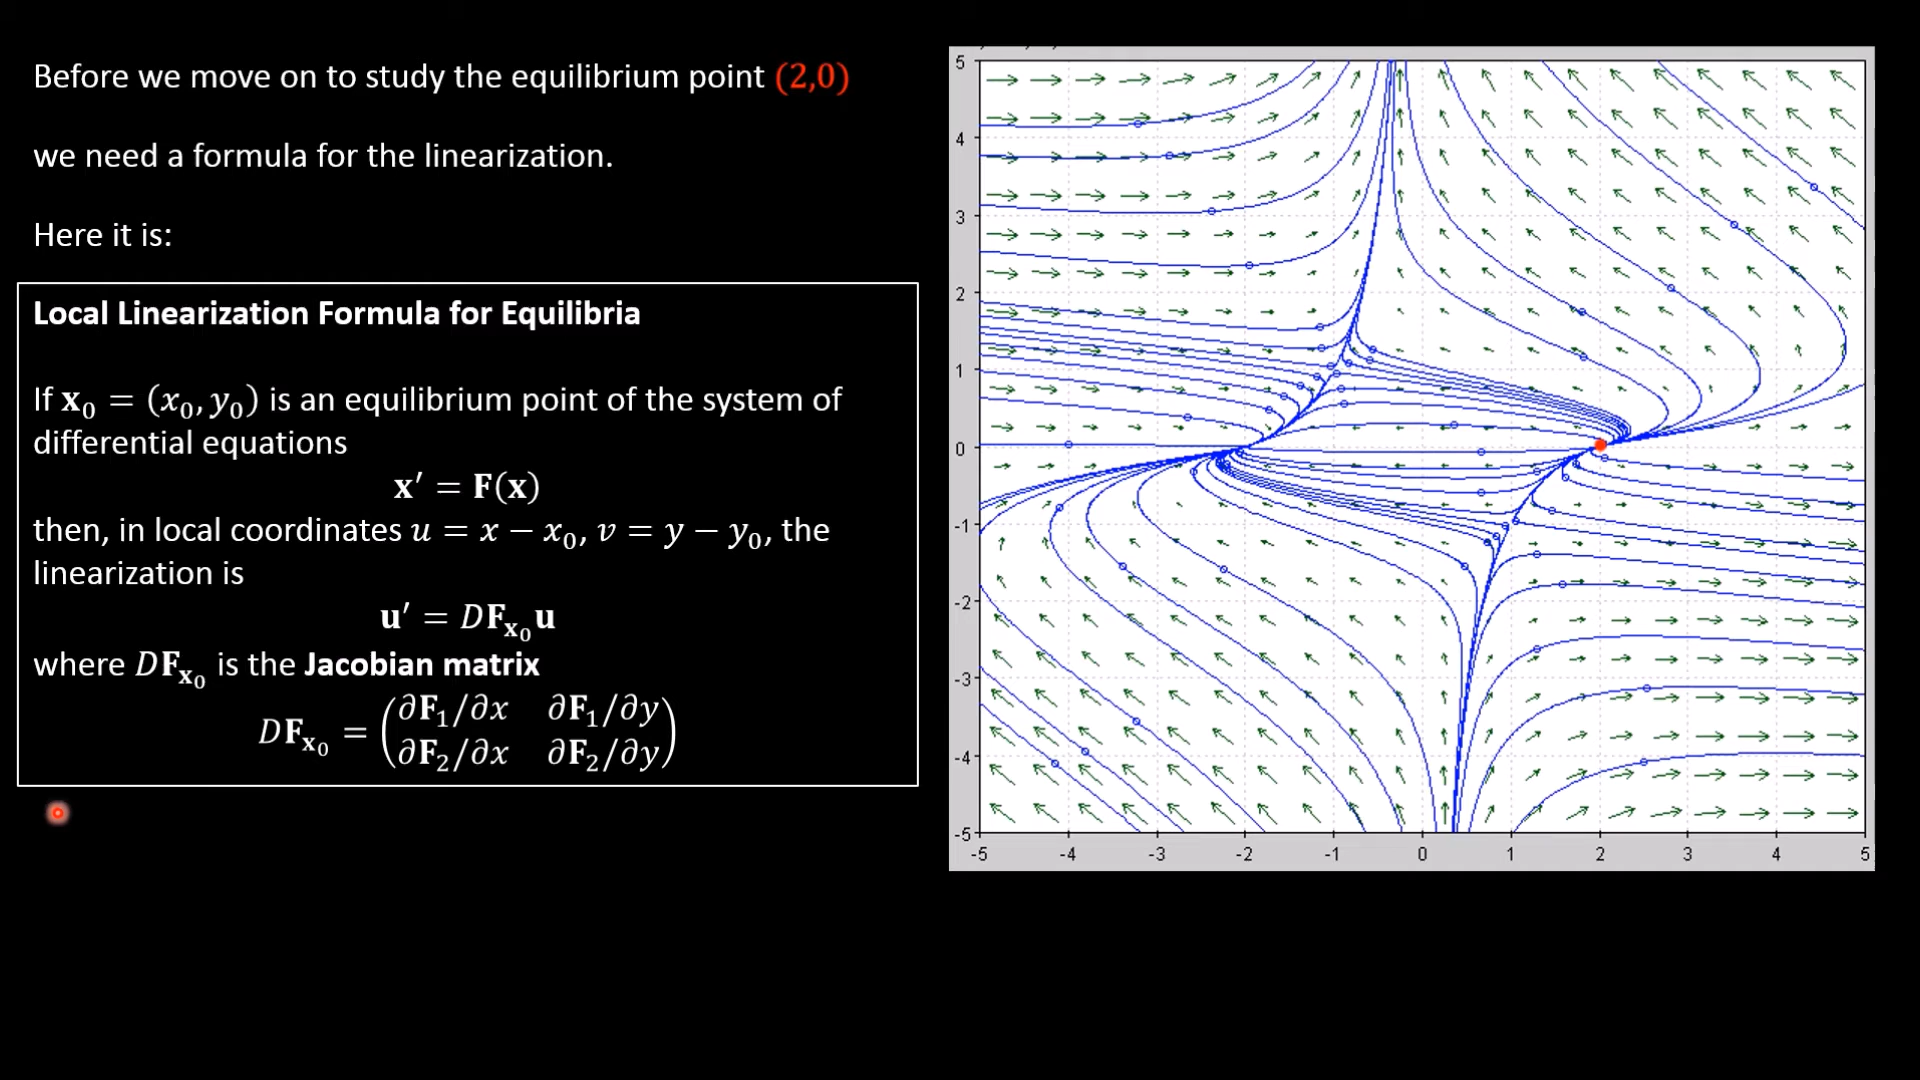 Before we move on to study the equilibrium point (2,0)
we need a formula for the linearization.
Here it is:
Local Linearization Formula for Equilibria
If 𝐱₀ = (x₀, y₀) is an equilibrium point of the system of
differential equations
𝐱′ = 𝐅(𝐱)
then, in local coordinates u = x − x₀, v = y − y₀, the
linearization is
𝐮′ = D𝐅_𝐱₀ 𝐮
where D𝐅_𝐱₀ is the Jacobian matrix
D𝐅_𝐱₀ = (∂𝐅₁/∂x ∂𝐅₁/∂y
∂𝐅₂/∂x ∂𝐅₂/∂y)
5
4
3
2
1
0
-1
-2
-3
-4
-5
-5 -4 -3 -2 -1 0 1 2 3 4 5